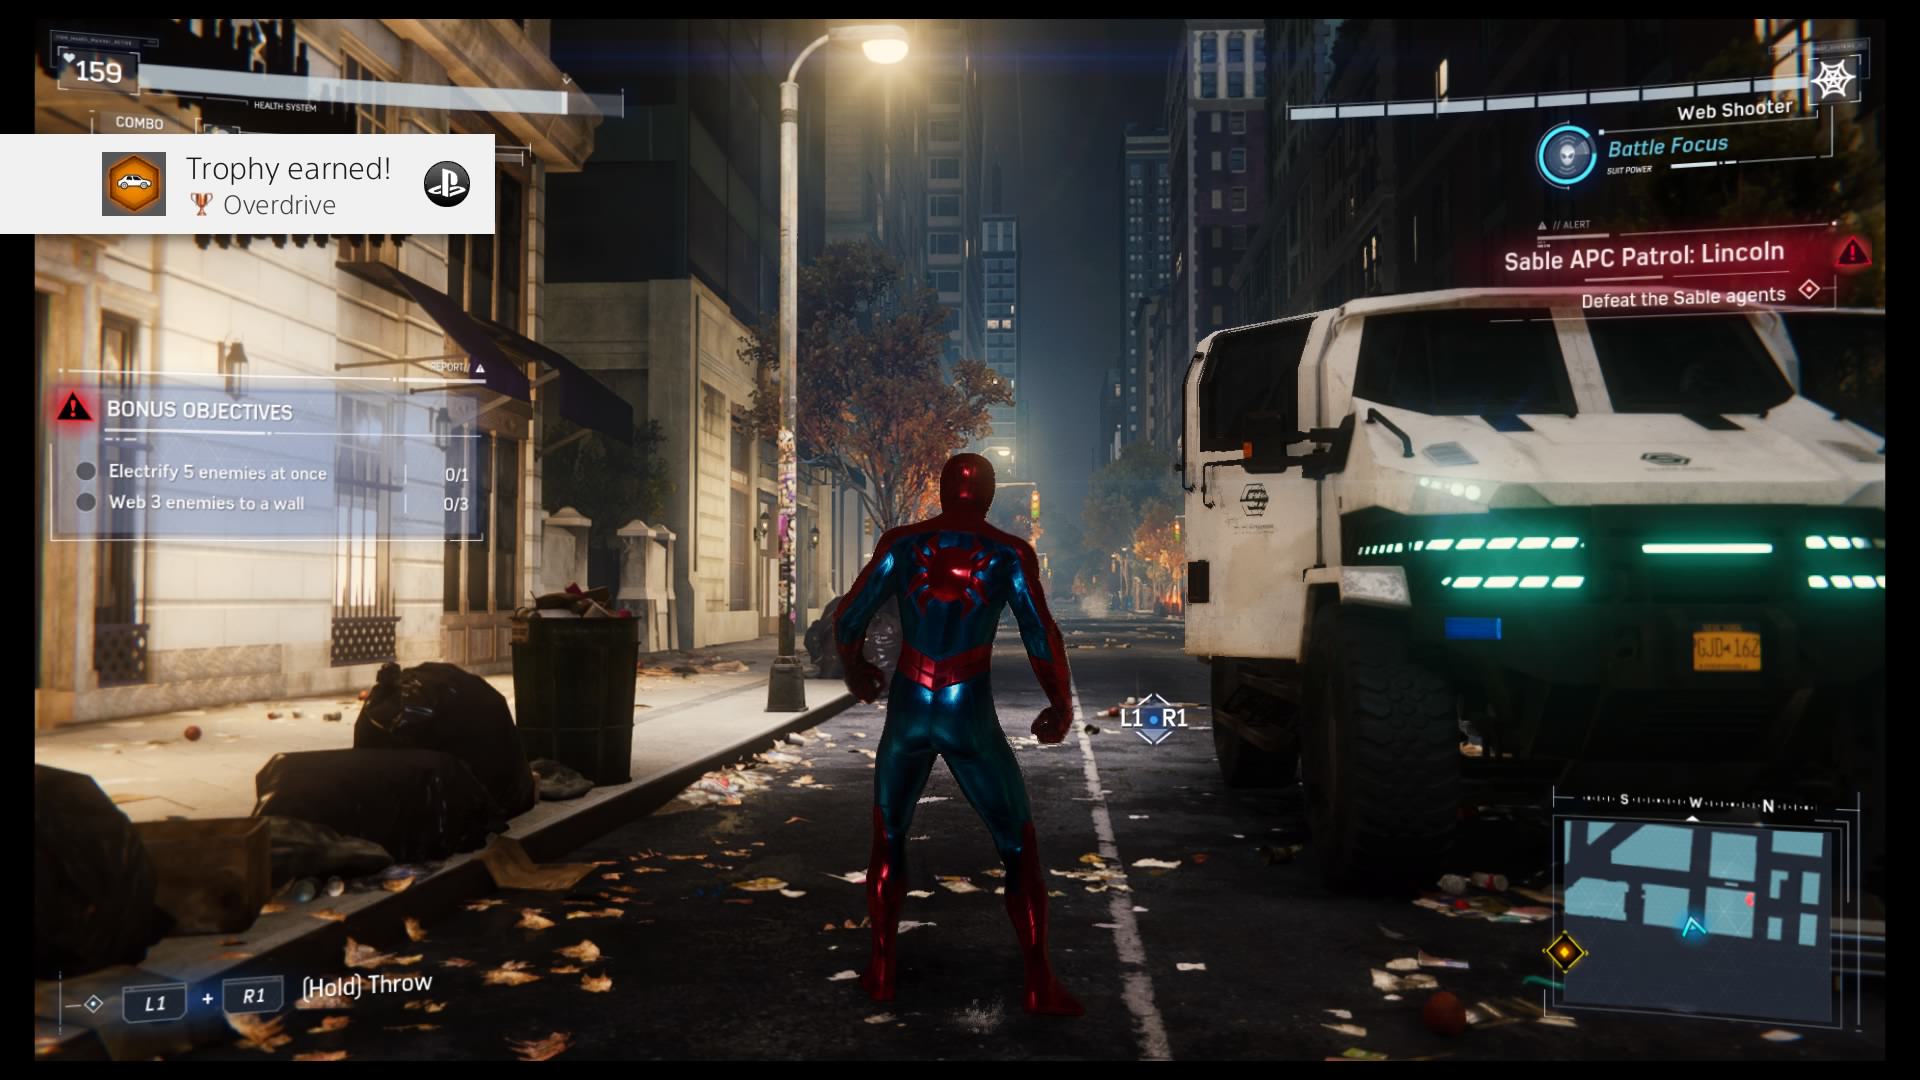 159
HEALTH SYSTEM
COMBO
Trophy earned!
Overdrive
Web Shooter
Battle Focus
SUIT POWER
// ALERT
Sable APC Patrol: Lincoln
Defeat the Sable agents
REPORT//
BONUS OBJECTIVES
Electrify 5 enemies at once 0/1
Web 3 enemies to a wall 0/3
L1 R1
GJD 162
S W N
L1 + R1 (Hold) Throw